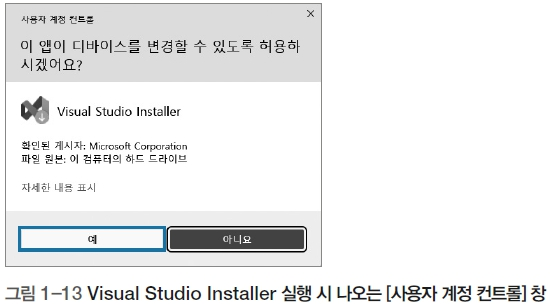 사용자 계정 컨트롤
이 앱이 디바이스를 변경할 수 있도록 허용하
시겠어요?
Visual Studio Installer
확인된 게시자: Microsoft Corporation
파일 원본: 이 컴퓨터의 하드 드라이브
자세한 내용 표시
예
아니요
그림 1-13 Visual Studio Installer 실행 시 나오는 [사용자 계정 컨트롤] 창